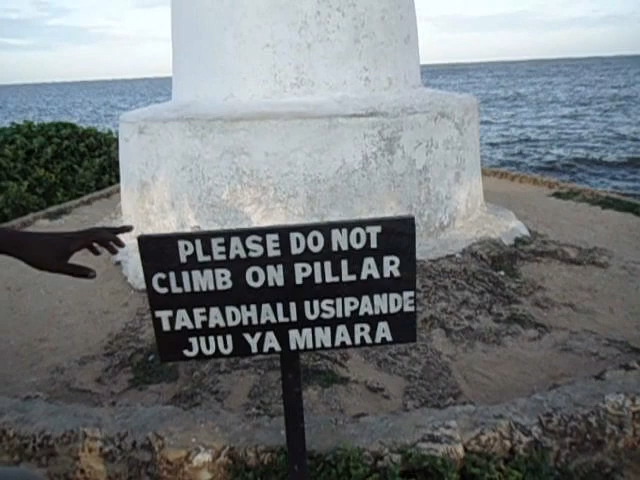 PLEASE DO NOT
CLIMB ON PILLAR
TAFADHALI USIPANDE
JUU YA MNARA